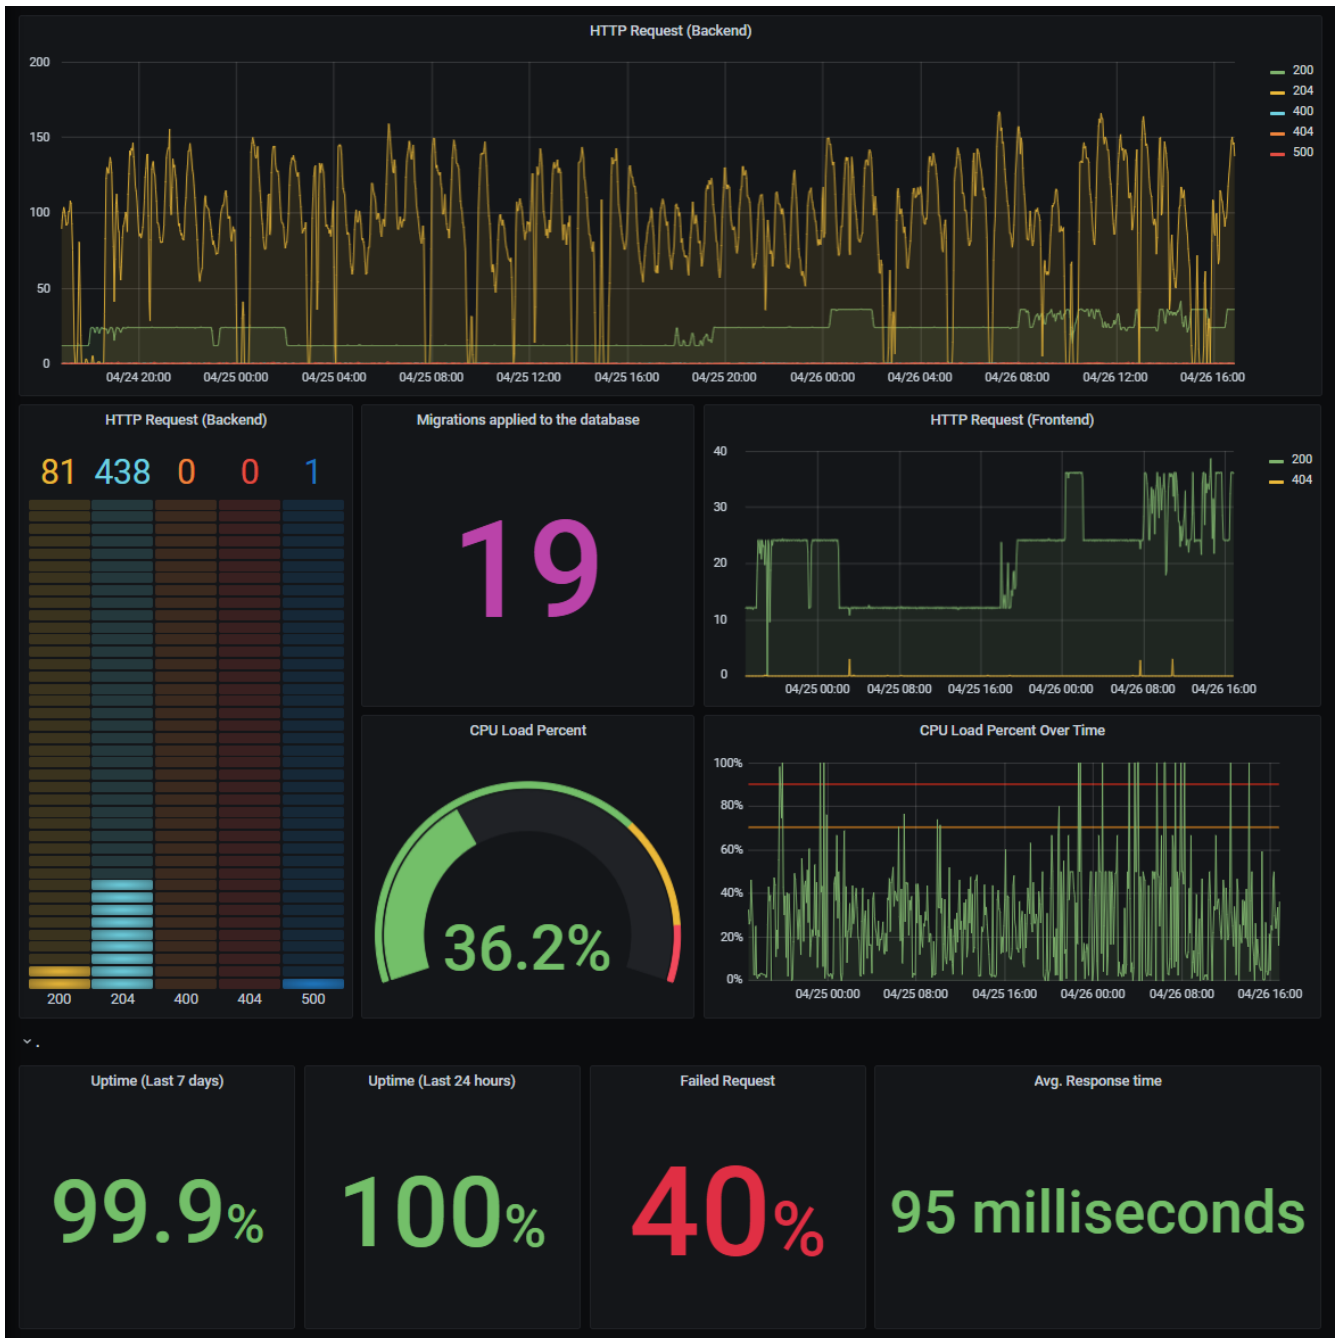 HTTP Request (Backend)
200
150
100
50
0
04/24 20:00 04/25 00:00 04/25 04:00 04/25 08:00 04/25 12:00 04/25 16:00 04/25 20:00 04/26 00:00 04/26 04:00 04/26 08:00 04/26 12:00 04/26 16:00
200
204
400
404
500
HTTP Request (Backend)
81 438 0 0 1
200 204 400 404 500
Migrations applied to the database
19
HTTP Request (Frontend)
40
30
20
10
0
04/25 00:00 04/25 08:00 04/25 16:00 04/26 00:00 04/26 08:00 04/26 16:00
200
404
CPU Load Percent
36.2%
CPU Load Percent Over Time
100%
80%
60%
40%
20%
0%
04/25 00:00 04/25 08:00 04/25 16:00 04/26 00:00 04/26 08:00 04/26 16:00
.
Uptime (Last 7 days)
99.9%
Uptime (Last 24 hours)
100%
Failed Request
40%
Avg. Response time
95 milliseconds